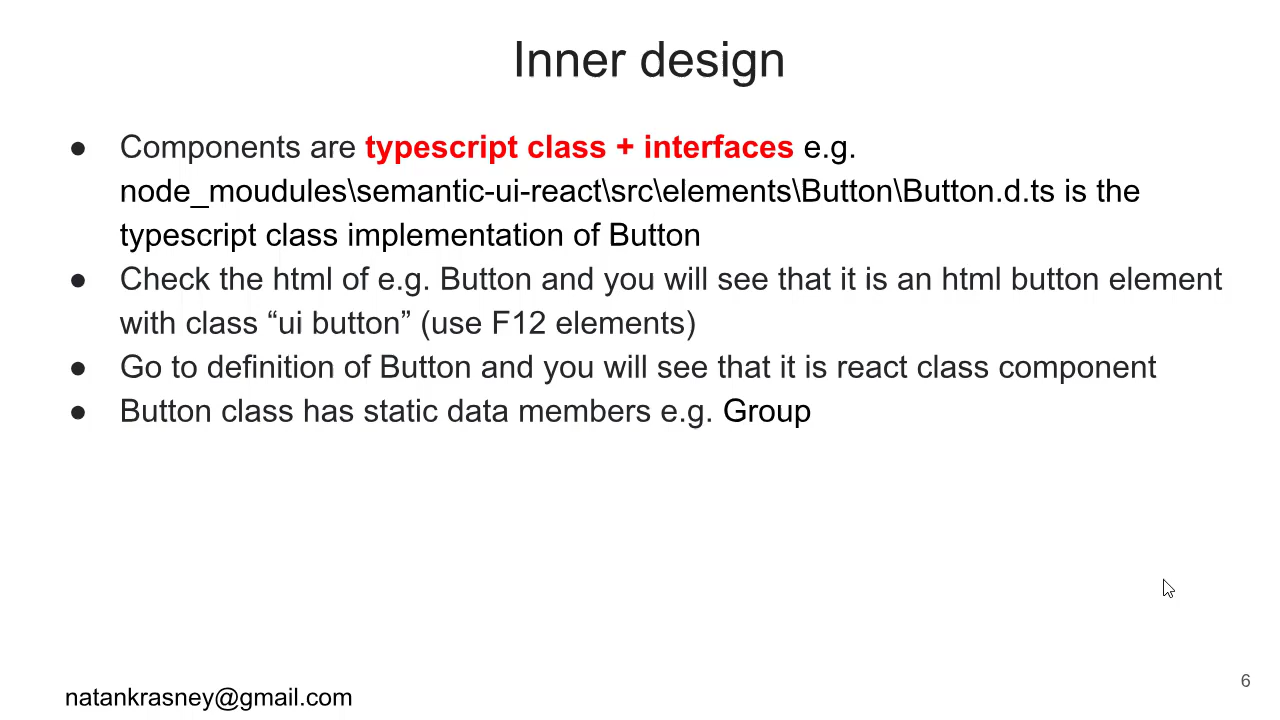 Inner design
● Components are typescript class + interfaces e.g.
node_moudules\semantic-ui-react\src\elements\Button\Button.d.ts is the
typescript class implementation of Button
● Check the html of e.g. Button and you will see that it is an html button element
with class “ui button” (use F12 elements)
● Go to definition of Button and you will see that it is react class component
● Button class has static data members e.g. Group
6
natankrasney@gmail.com